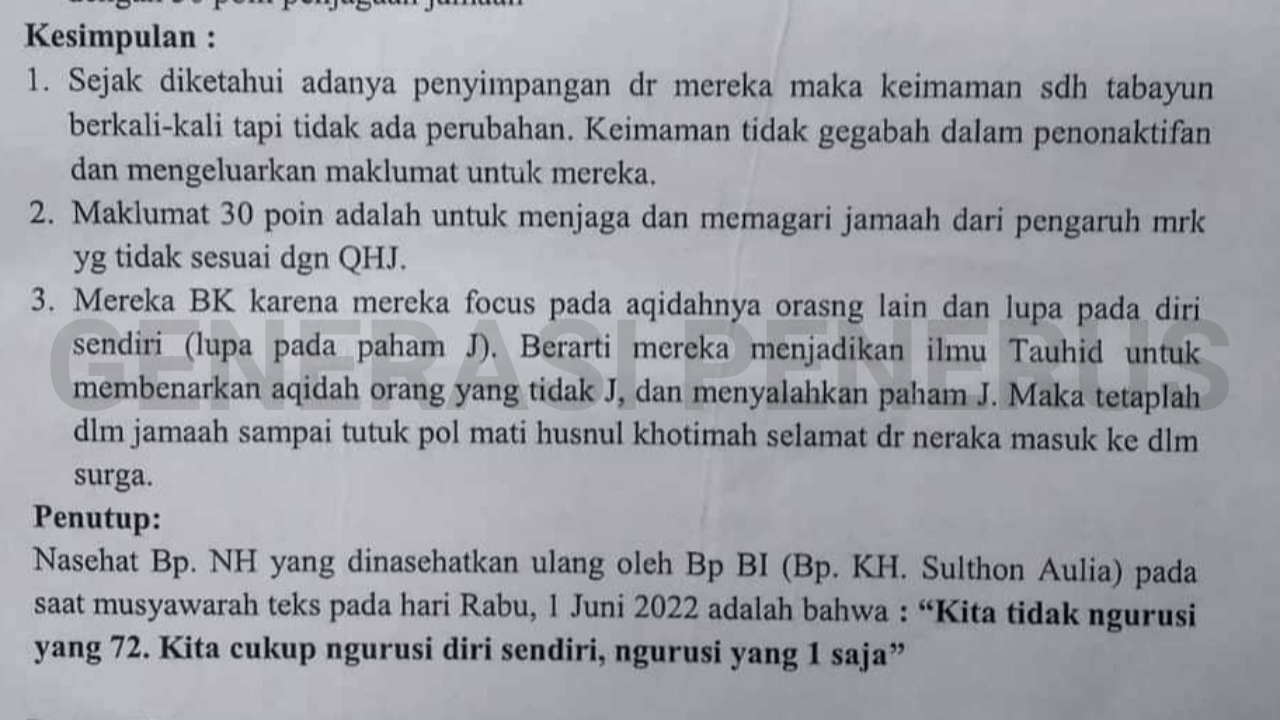 dengan 30 poin penjagaan jamaah
Kesimpulan :
1. Sejak diketahui adanya penyimpangan dr mereka maka keimaman sdh tabayun
berkali-kali tapi tidak ada perubahan. Keimaman tidak gegabah dalam penonaktifan
dan mengeluarkan maklumat untuk mereka.
2. Maklumat 30 poin adalah untuk menjaga dan memagari jamaah dari pengaruh mrk
yg tidak sesuai dgn QHJ.
3. Mereka BK karena mereka focus pada aqidahnya orasng lain dan lupa pada diri
sendiri (lupa pada paham J). Berarti mereka menjadikan ilmu Tauhid untuk
GENERASI PENEBUS
membenarkan aqidah orang yang tidak J, dan menyalahkan paham J. Maka tetaplah
dlm jamaah sampai tutuk pol mati husnul khotimah selamat dr neraka masuk ke dlm
surga.
Penutup:
Nasehat Bp. NH yang dinasehatkan ulang oleh Bp BI (Bp. KH. Sulthon Aulia) pada
saat musyawarah teks pada hari Rabu, 1 Juni 2022 adalah bahwa : “Kita tidak ngurusi
yang 72. Kita cukup ngurusi diri sendiri, ngurusi yang 1 saja”